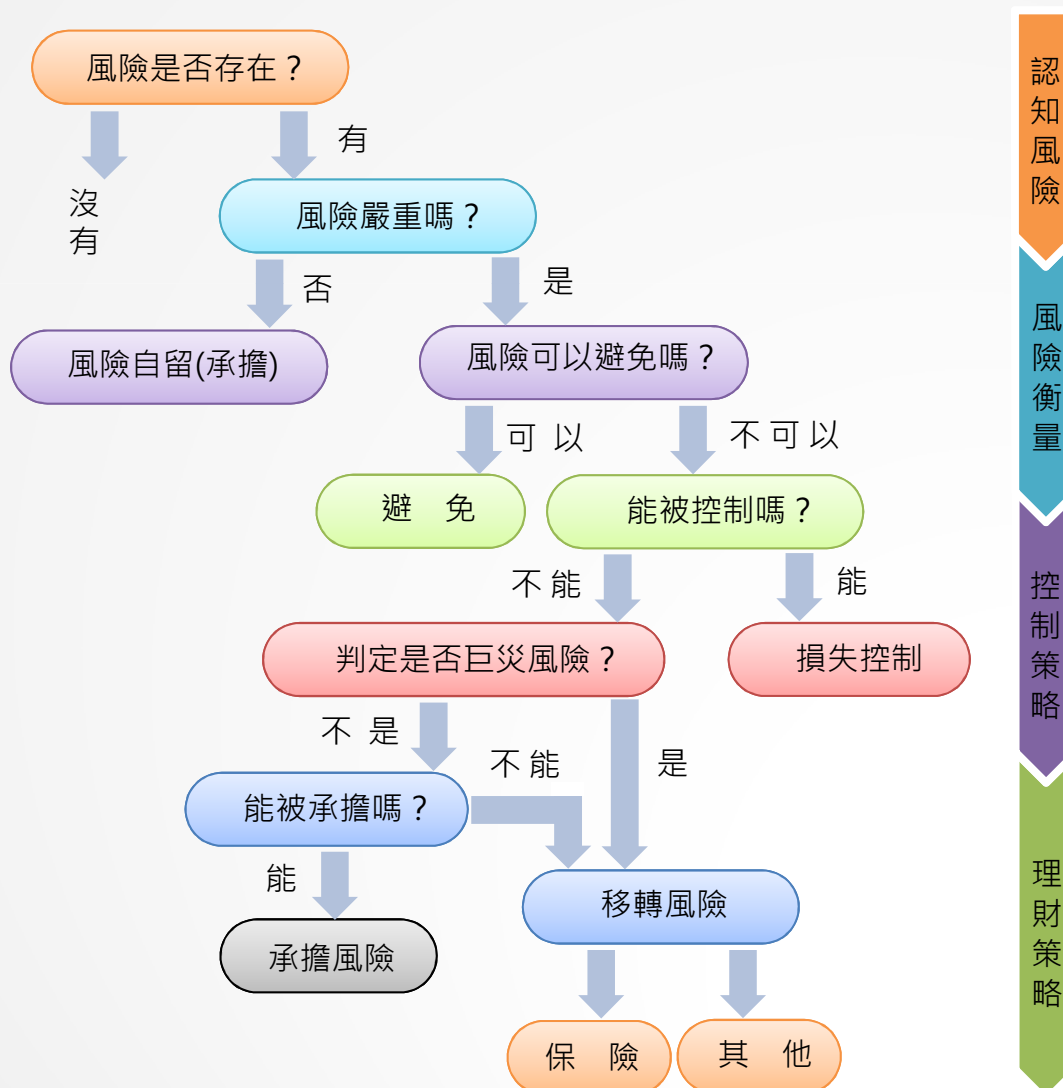 風險是否存在？
有
沒
有
風險嚴重嗎？
否
是
風險自留(承擔)
風險可以避免嗎？
可 以
不 可 以
避 免
能被控制嗎？
不 能
能
判定是否巨災風險？
損失控制
不 是
不 能
是
能被承擔嗎？
能
移轉風險
承擔風險
保 險
其 他
認
知
風
險
風
險
衡
量
控
制
策
略
理
財
策
略